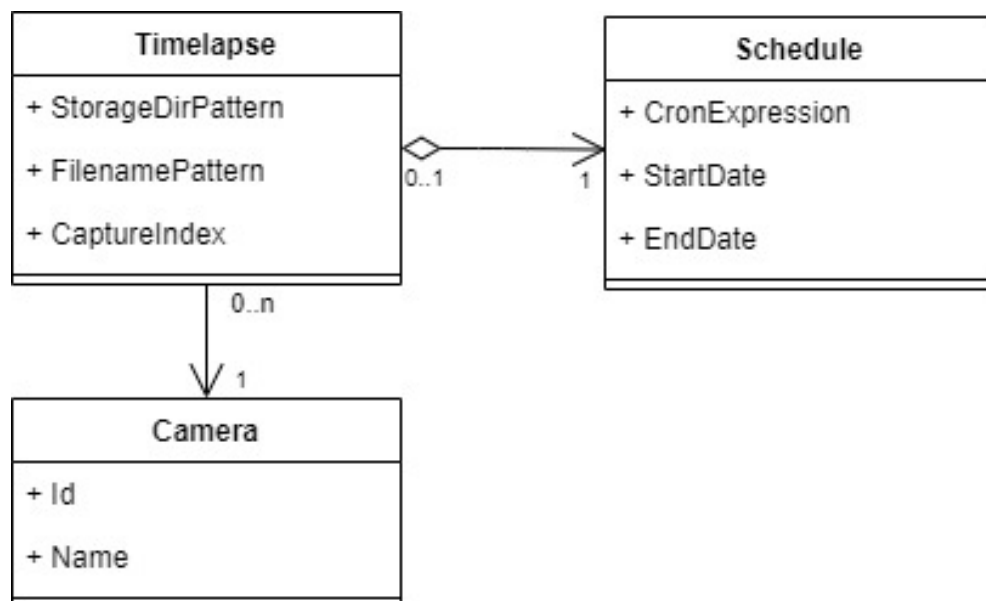 Timelapse
+ StorageDirPattern
+ FilenamePattern
+ CaptureIndex
Schedule
+ CronExpression
+ StartDate
+ EndDate
0..1
1
0..n
1
Camera
+ Id
+ Name